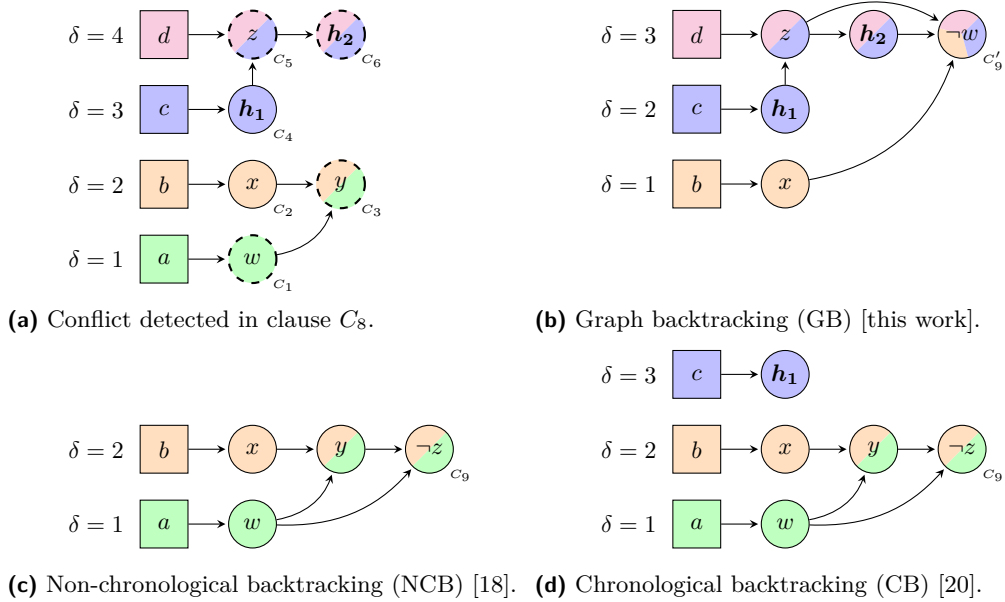 δ = 4 d z C₅ h₂ C₆
δ = 3 c h₁ C₄
δ = 2 b x C₂ y C₃
δ = 1 a w C₁
(a) Conflict detected in clause C₈.
δ = 3 d z h₂ ¬w C′₉
δ = 2 c h₁
δ = 1 b x
(b) Graph backtracking (GB) [this work].
δ = 2 b x y ¬z C₉
δ = 1 a w
(c) Non-chronological backtracking (NCB) [18].
δ = 3 c h₁
δ = 2 b x y ¬z C₉
δ = 1 a w
(d) Chronological backtracking (CB) [20].